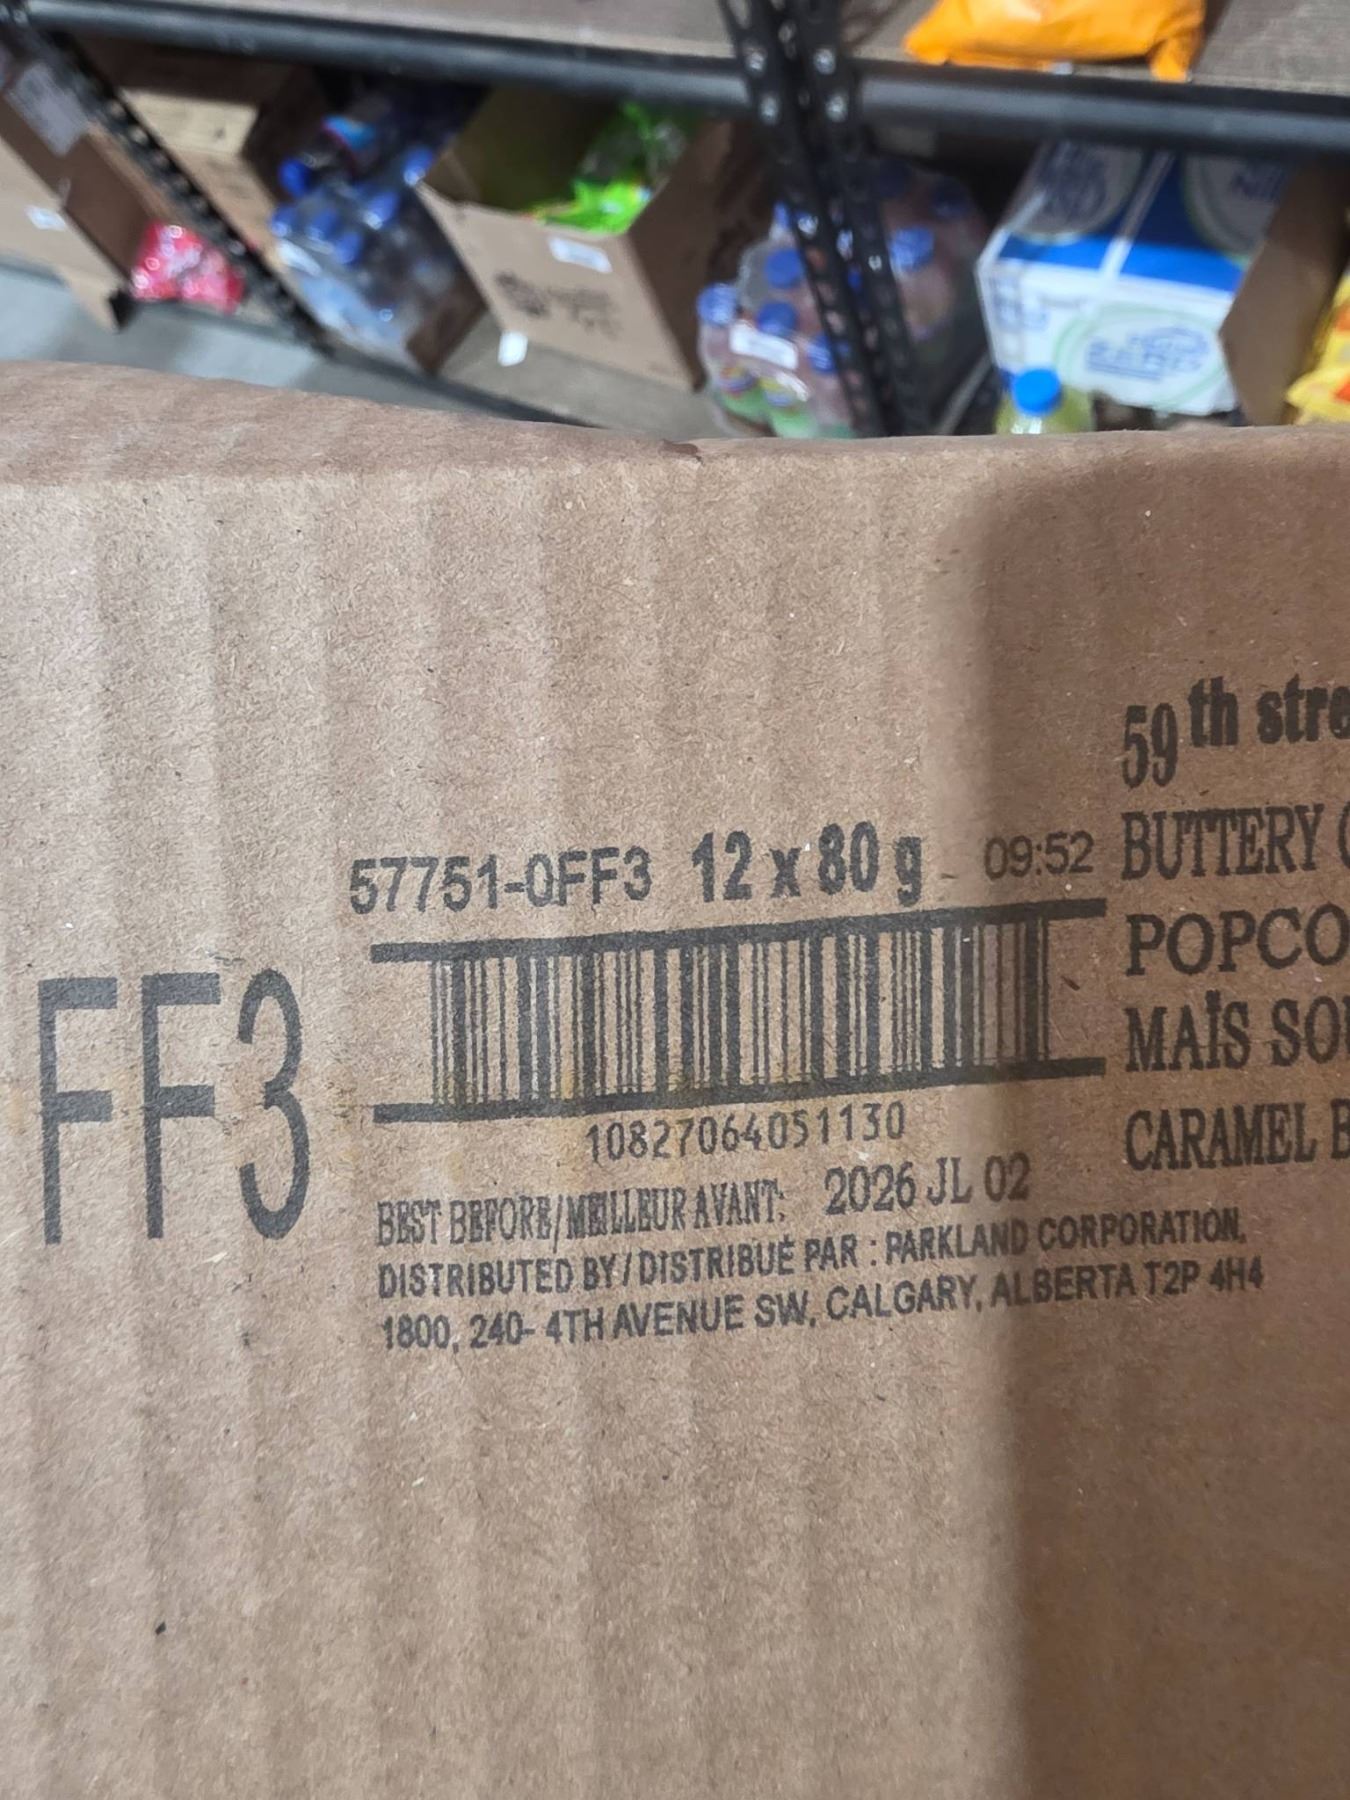 57751-0FF3 12 x 80 g 09:52
FF3
10827064051130
BEST BEFORE/MEILLEUR AVANT: 2026 JL 02
DISTRIBUTED BY / DISTRIBUÉ PAR : PARKLAND CORPORATION,
1800, 240- 4TH AVENUE SW, CALGARY, ALBERTA T2P 4H4
59th stre
BUTTERY
POPCO
MAÏS SO
CARAMEL B